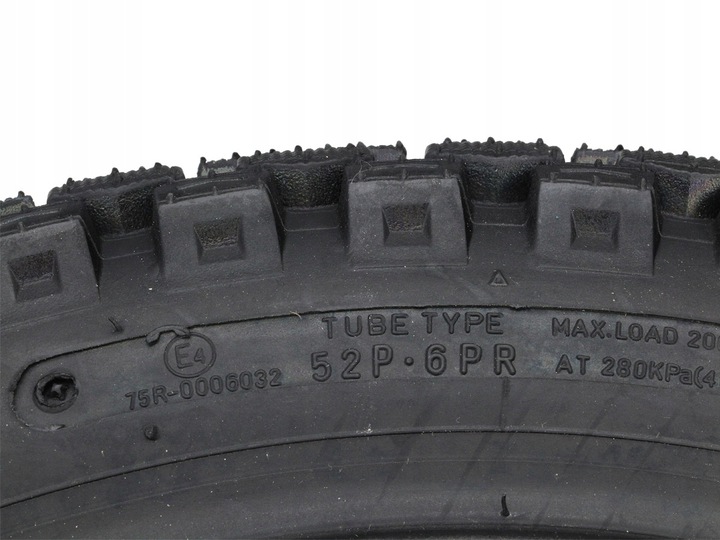 TUBE TYPE
52P·6PR
E4
75R-0006032
MAX.LOAD 20
AT 280KPa(4